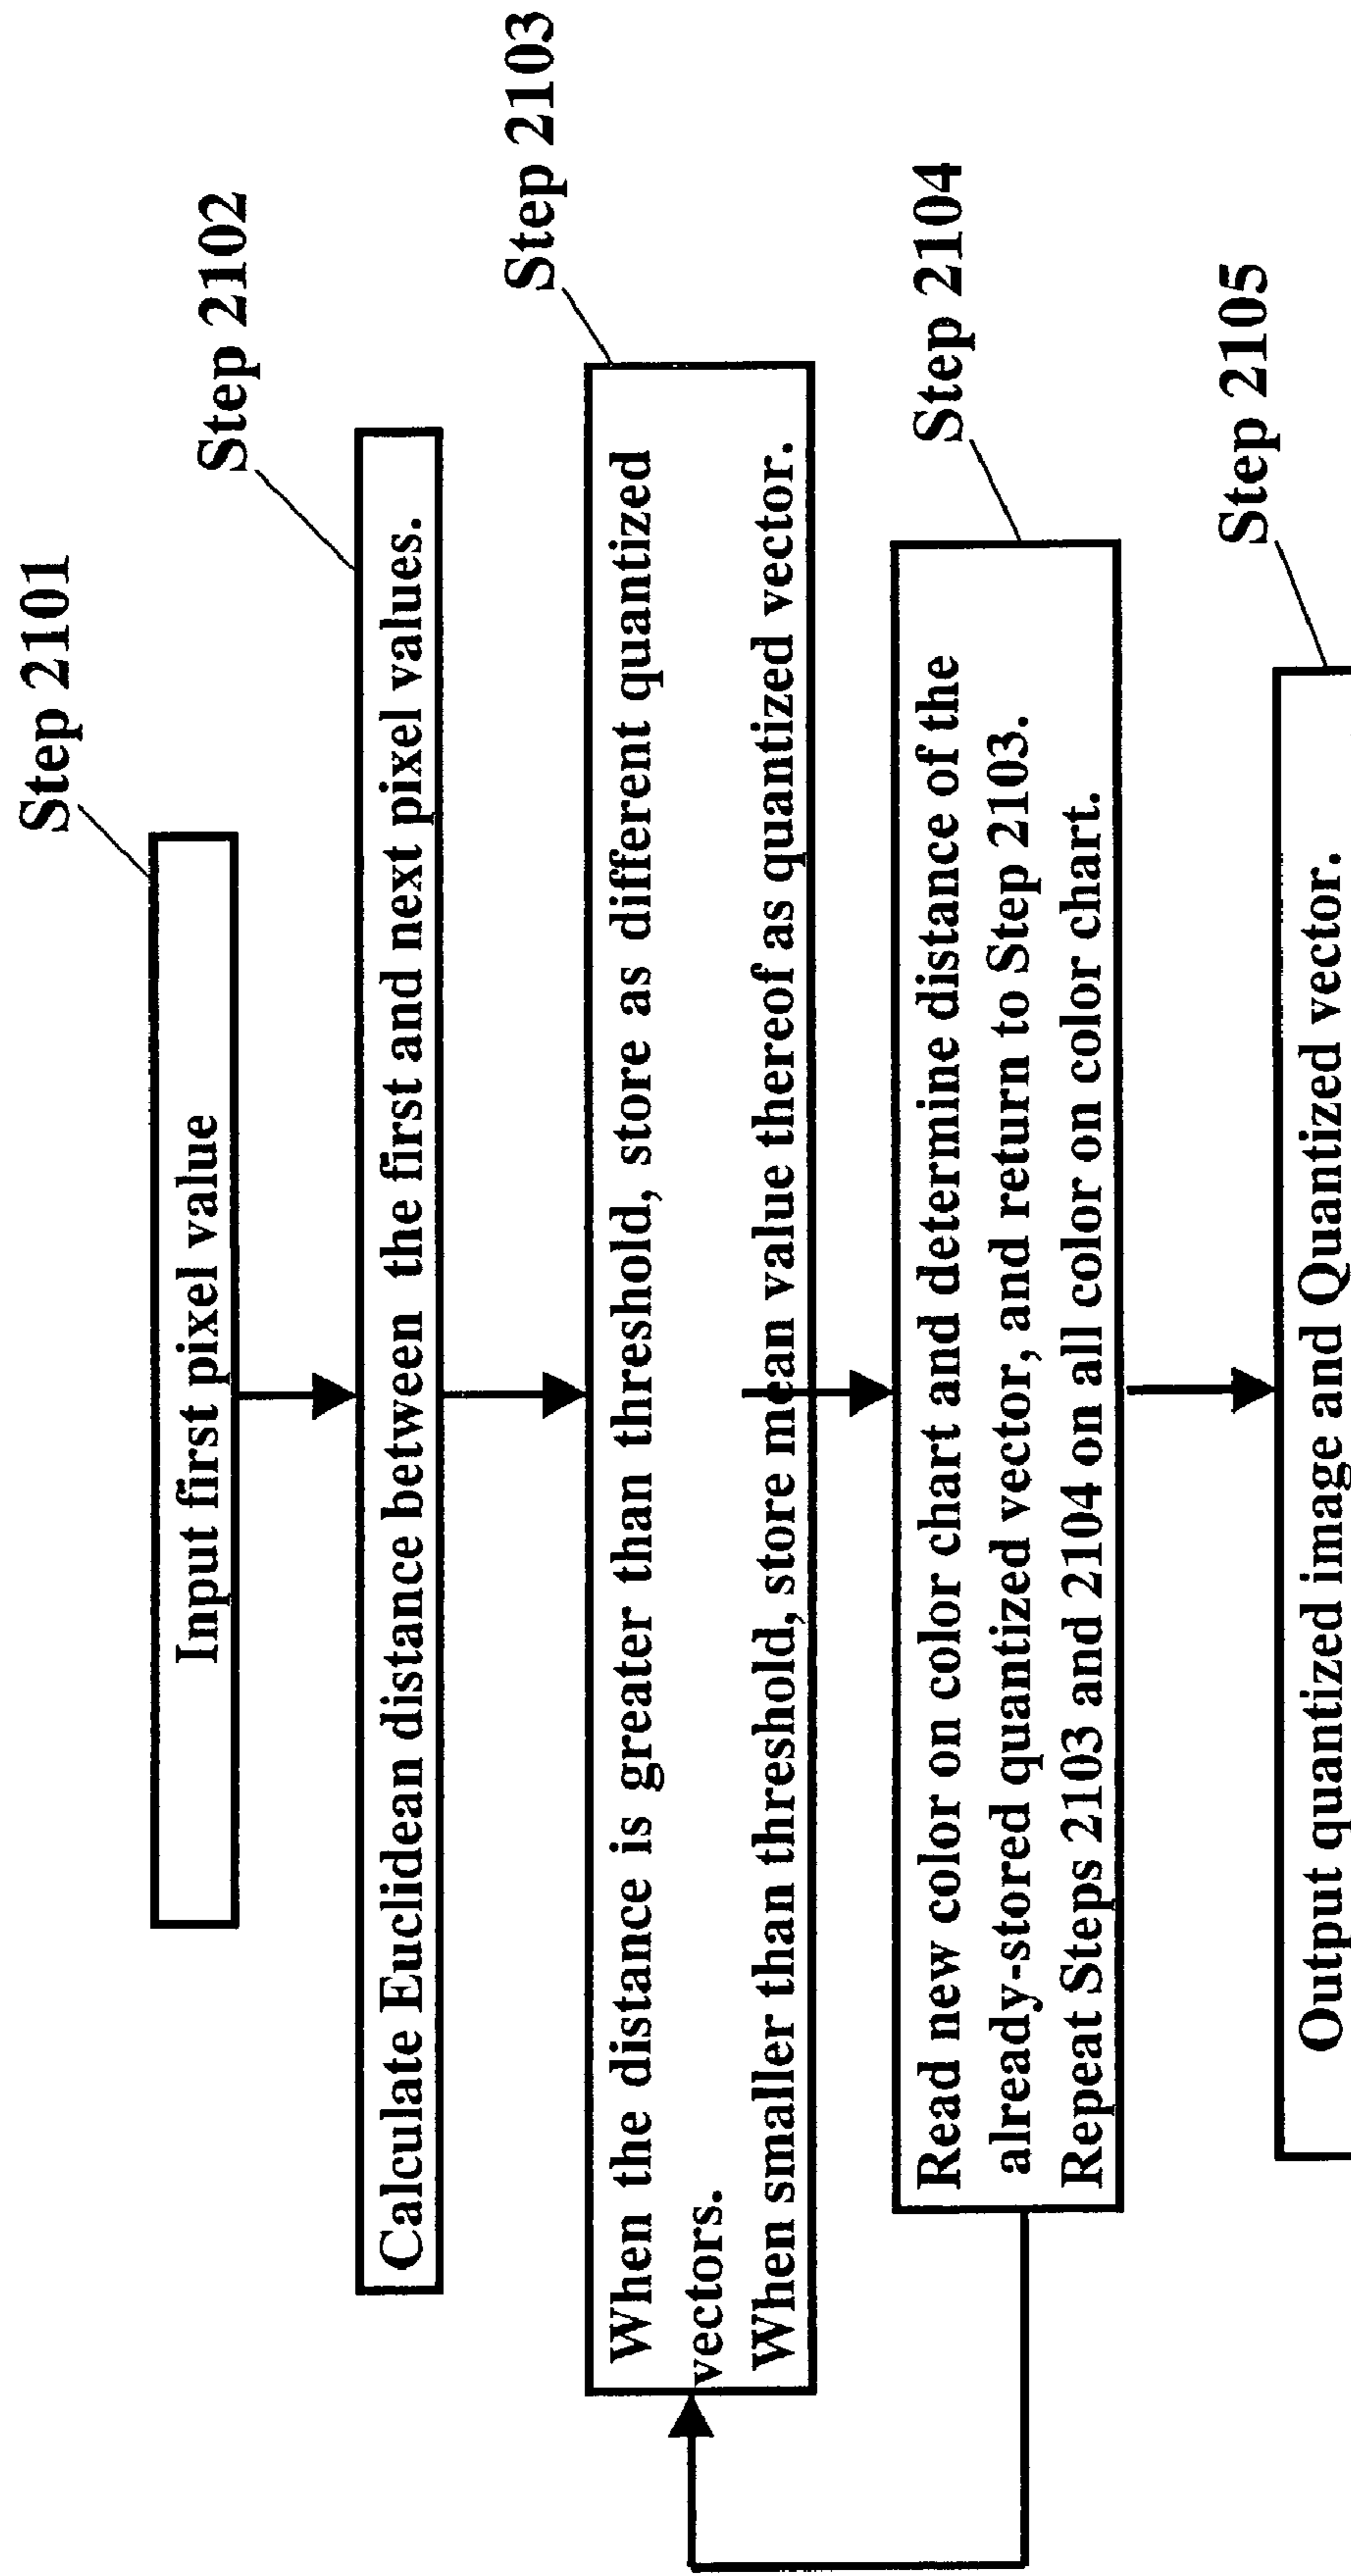 Step 2101
Input first pixel value
Step 2102
Calculate Euclidean distance between the first and next pixel values.
Step 2103
When the distance is greater than threshold, store as different quantized
vectors.
When smaller than threshold, store mean value thereof as quantized vector.
Step 2104
Read new color on color chart and determine distance of the
already-stored quantized vector, and return to Step 2103.
Repeat Steps 2103 and 2104 on all color on color chart.
Step 2105
Output quantized image and Quantized vector.